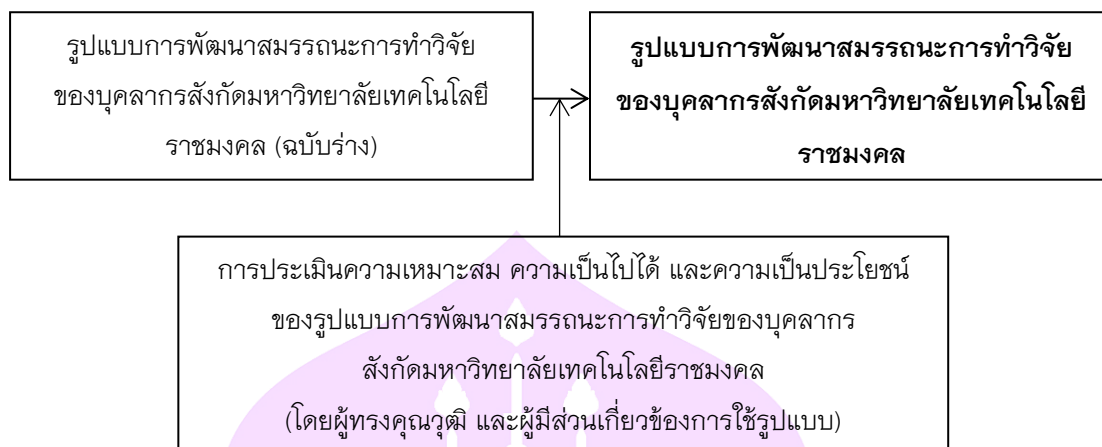 รูปแบบการพัฒนาสมรรถนะการทำวิจัย
ของบุคลากรสังกัดมหาวิทยาลัยเทคโนโลยี
ราชมงคล (ฉบับร่าง)
รูปแบบการพัฒนาสมรรถนะการทำวิจัย
ของบุคลากรสังกัดมหาวิทยาลัยเทคโนโลยี
ราชมงคล
การประเมินความเหมาะสม ความเป็นไปได้ และความเป็นประโยชน์
ของรูปแบบการพัฒนาสมรรถนะการทำวิจัยของบุคลากร
สังกัดมหาวิทยาลัยเทคโนโลยีราชมงคล
(โดยผู้ทรงคุณวุฒิ และผู้มีส่วนเกี่ยวข้องการใช้รูปแบบ)